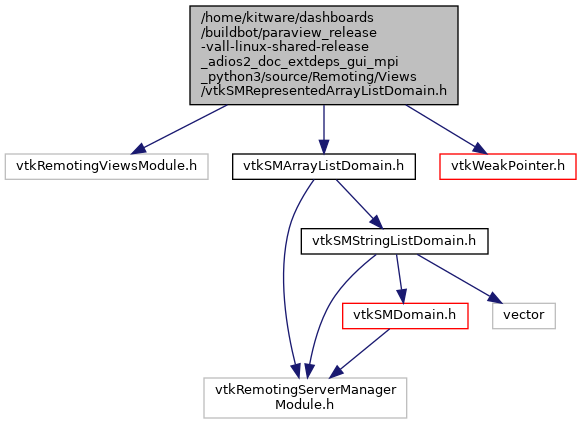 /home/kitware/dashboards
/buildbot/paraview_release
-vall-linux-shared-release
_adios2_doc_extdeps_gui_mpi
_python3/source/Remoting/Views
/vtkSMRepresentedArrayListDomain.h
vtkRemotingViewsModule.h
vtkSMArrayListDomain.h
vtkWeakPointer.h
vtkSMStringListDomain.h
vtkSMDomain.h
vector
vtkRemotingServerManager
Module.h